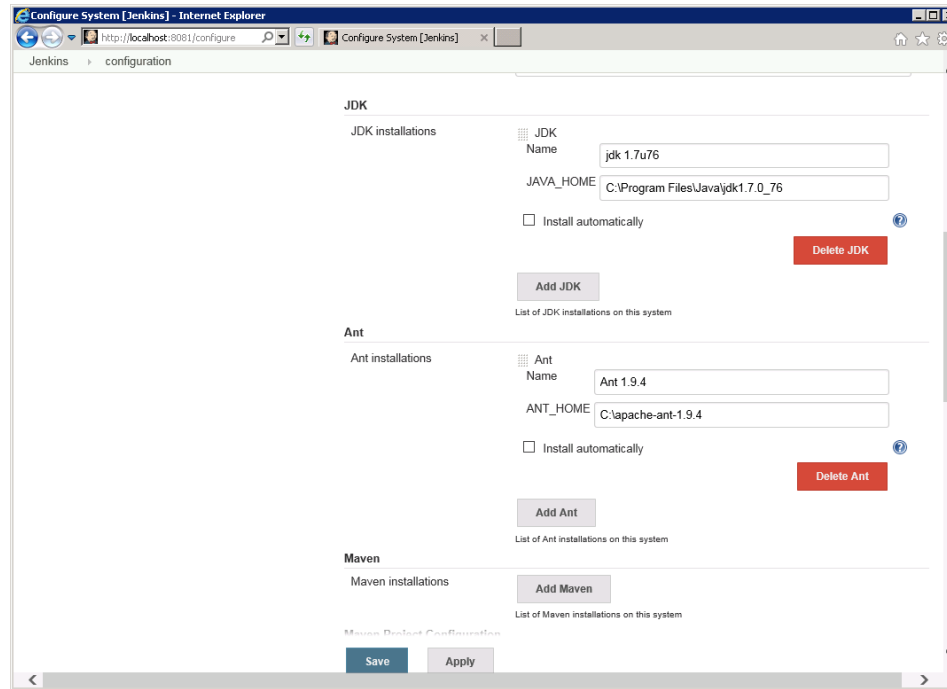 Configure System [Jenkins] - Internet Explorer
http://localhost:8081/configure
Configure System [Jenkins]
Jenkins configuration
JDK
JDK installations
JDK
Name
jdk 1.7u76
JAVA_HOME
C:\Program Files\Java\jdk1.7.0_76
Install automatically
Delete JDK
Add JDK
List of JDK installations on this system
Ant
Ant installations
Ant
Name
Ant 1.9.4
ANT_HOME
C:\apache-ant-1.9.4
Install automatically
Delete Ant
Add Ant
List of Ant installations on this system
Maven
Maven installations
Add Maven
List of Maven installations on this system
Maven Project Configuration
Save Apply